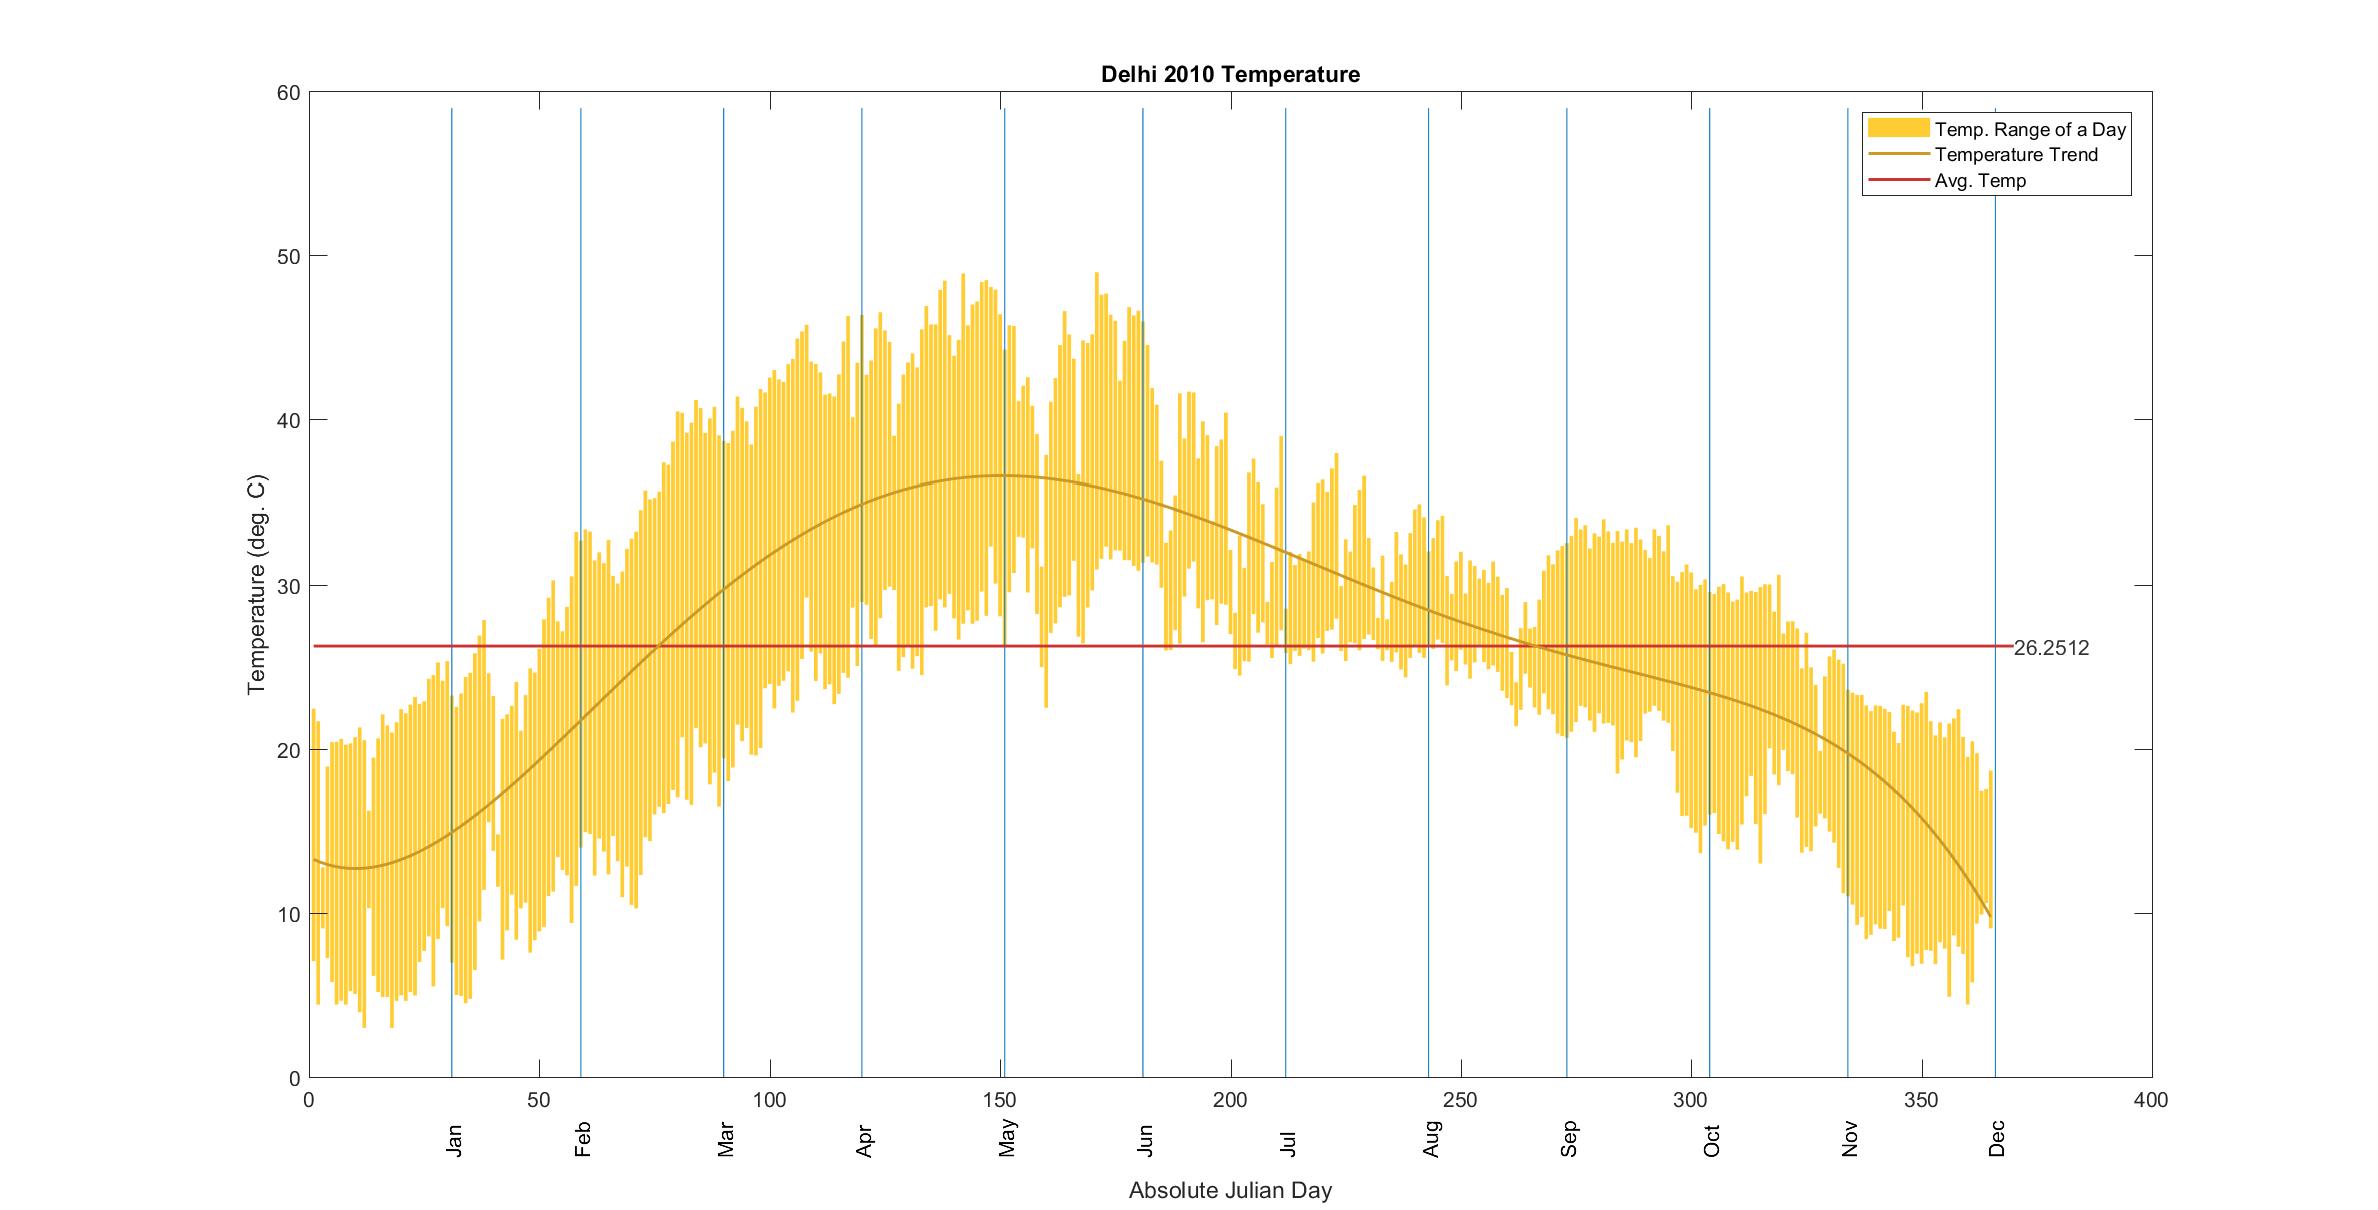 Delhi 2010 Temperature
60
50
40
30
20
10
0
Temperature (deg. C)
Temp. Range of a Day
Temperature Trend
Avg. Temp
26.2512
0 50 100 150 200 250 300 350 400
Jan Feb Mar Apr May Jun Jul Aug Sep Oct Nov Dec
Absolute Julian Day